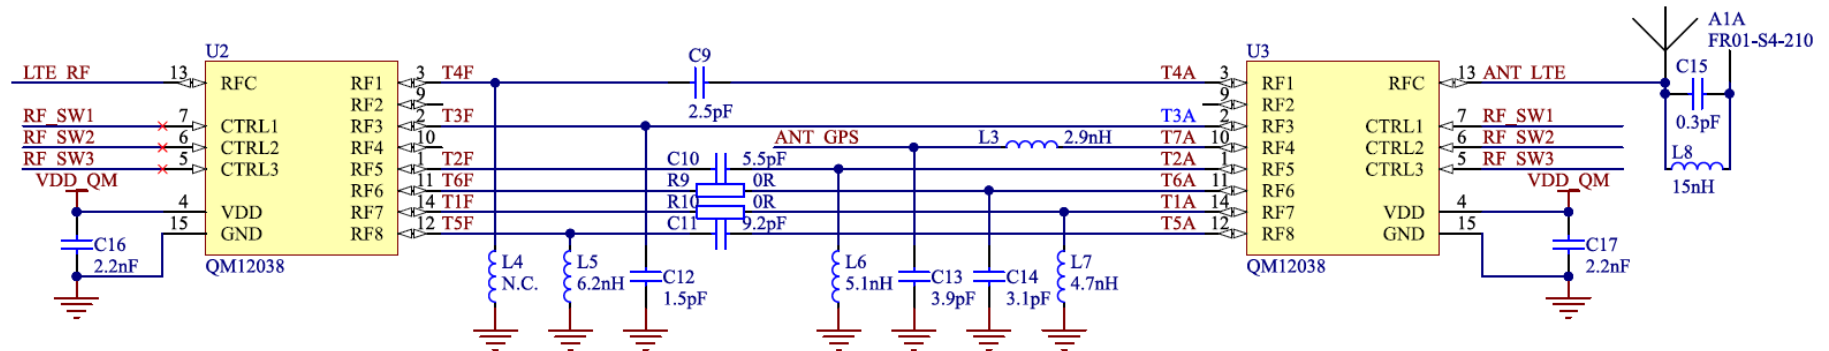 U2
LTE_RF 13 RFC RF1 3 T4F C9 2.5pF T4A 3
RF2 9
RF_SW1 7 CTRL1 RF3 2 T3F T3A 2
RF_SW2 6 CTRL2 RF4 10 ANT_GPS L3 2.9nH T7A 10
RF_SW3 5 CTRL3 RF5 1 T2F C10 5.5pF T2A 1
VDD_QM RF6 11 T6F R9 0R T6A 11
4 VDD RF7 14 T1F R10 0R T1A 14
15 GND RF8 12 T5F C11 9.2pF T5A 12
C16
2.2nF
QM12038
L4
N.C.
L5
6.2nH
C12
1.5pF
L6
5.1nH
C13
3.9pF
C14
3.1pF
L7
4.7nH
U3
RF1 RFC 13 ANT_LTE
9 RF2
RF3 CTRL1 7 RF_SW1
RF4 CTRL2 6 RF_SW2
RF5 CTRL3 5 RF_SW3
RF6 VDD_QM
RF7 VDD 4
RF8 GND 15
QM12038
C17
2.2nF
A1A
FR01-S4-210
C15
0.3pF
L8
15nH